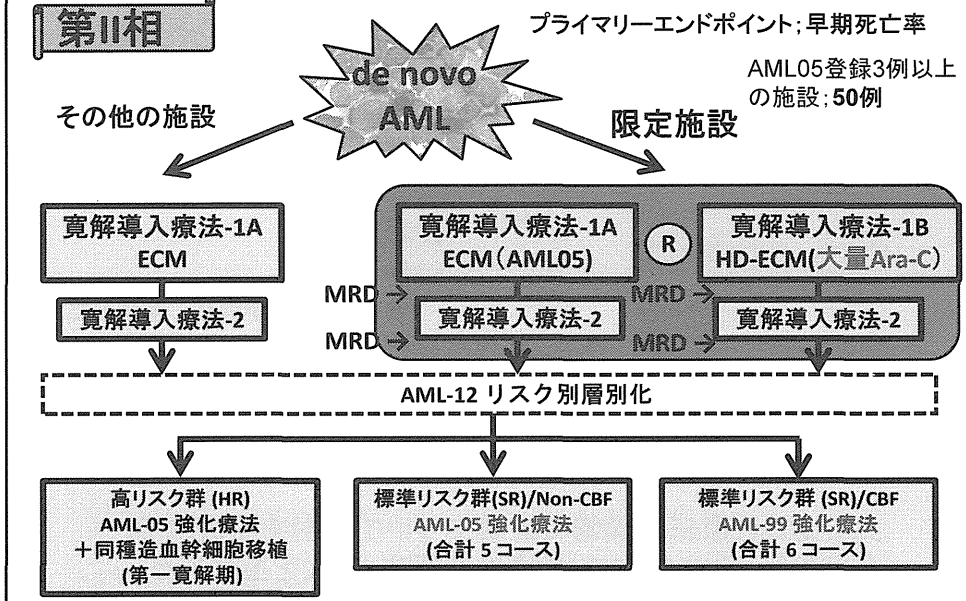 第II相
プライマリーエンドポイント;早期死亡率
de novo
AML
AML05登録3例以上
の施設;50例
その他の施設
限定施設
寛解導入療法-1A
ECM
寛解導入療法-1A
ECM(AML05)
R
寛解導入療法-1B
HD-ECM(大量Ara-C)
MRD →
MRD →
寛解導入療法-2
寛解導入療法-2
寛解導入療法-2
MRD →
MRD →
AML-12 リスク別層別化
高リスク群 (HR)
AML-05 強化療法
+同種造血幹細胞移植
(第一寛解期)
標準リスク群(SR)/Non-CBF
AML-05 強化療法
(合計 5 コース)
標準リスク群 (SR)/CBF
AML-99 強化療法
(合計 6 コース)